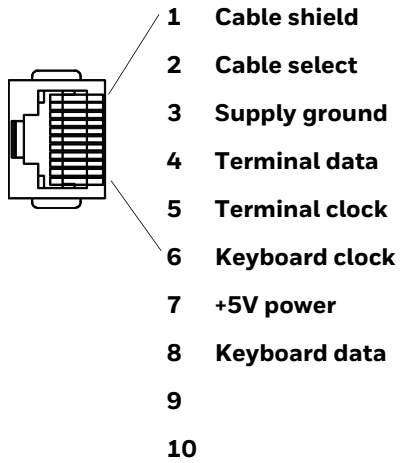 1 Cable shield
2 Cable select
3 Supply ground
4 Terminal data
5 Terminal clock
6 Keyboard clock
7 +5V power
8 Keyboard data
9
10